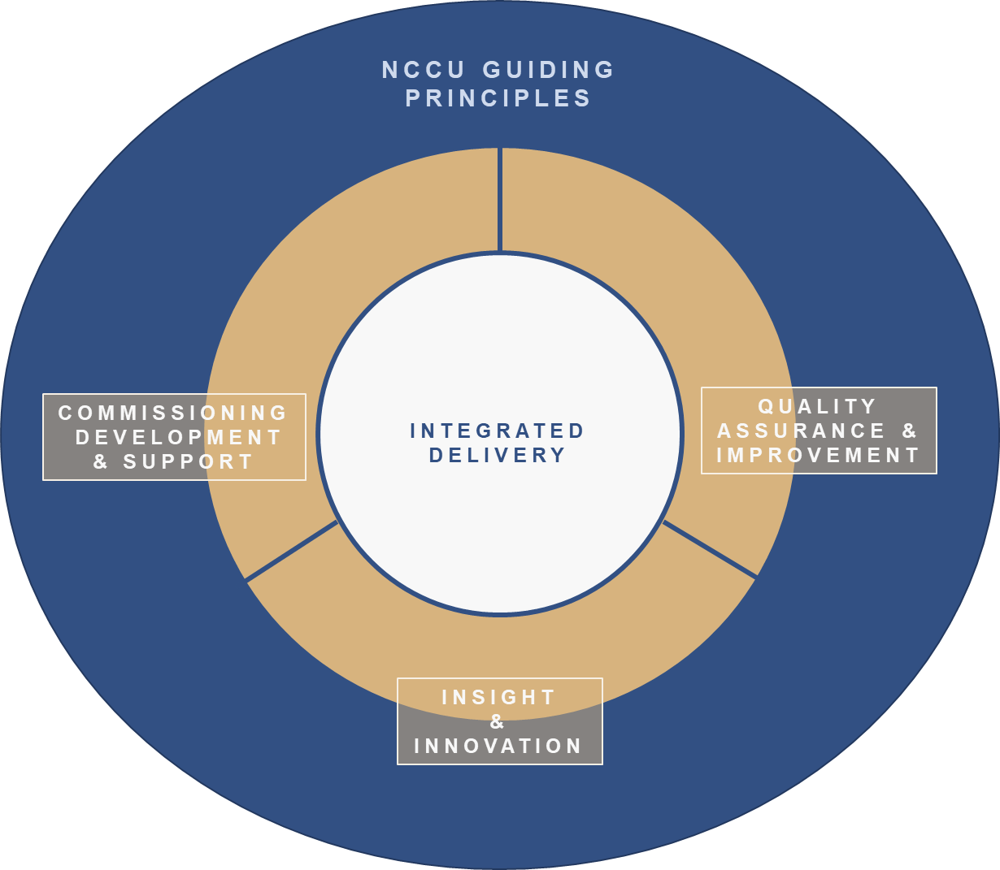 NCCU GUIDING
PRINCIPLES
COMMISSIONING
DEVELOPMENT
& SUPPORT
INTEGRATED
DELIVERY
QUALITY
ASSURANCE &
IMPROVEMENT
INSIGHT
&
INNOVATION